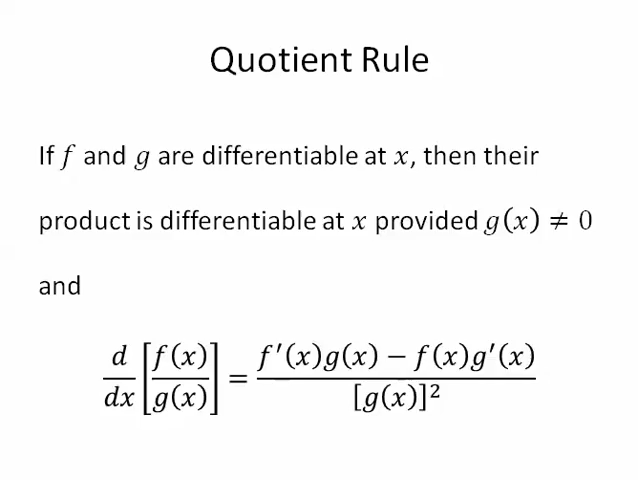 Quotient Rule
If f and g are differentiable at x, then their
product is differentiable at x provided g(x) ≠ 0
and
d/dx [f(x)/g(x)] = (f′(x)g(x) − f(x)g′(x))/[g(x)]²